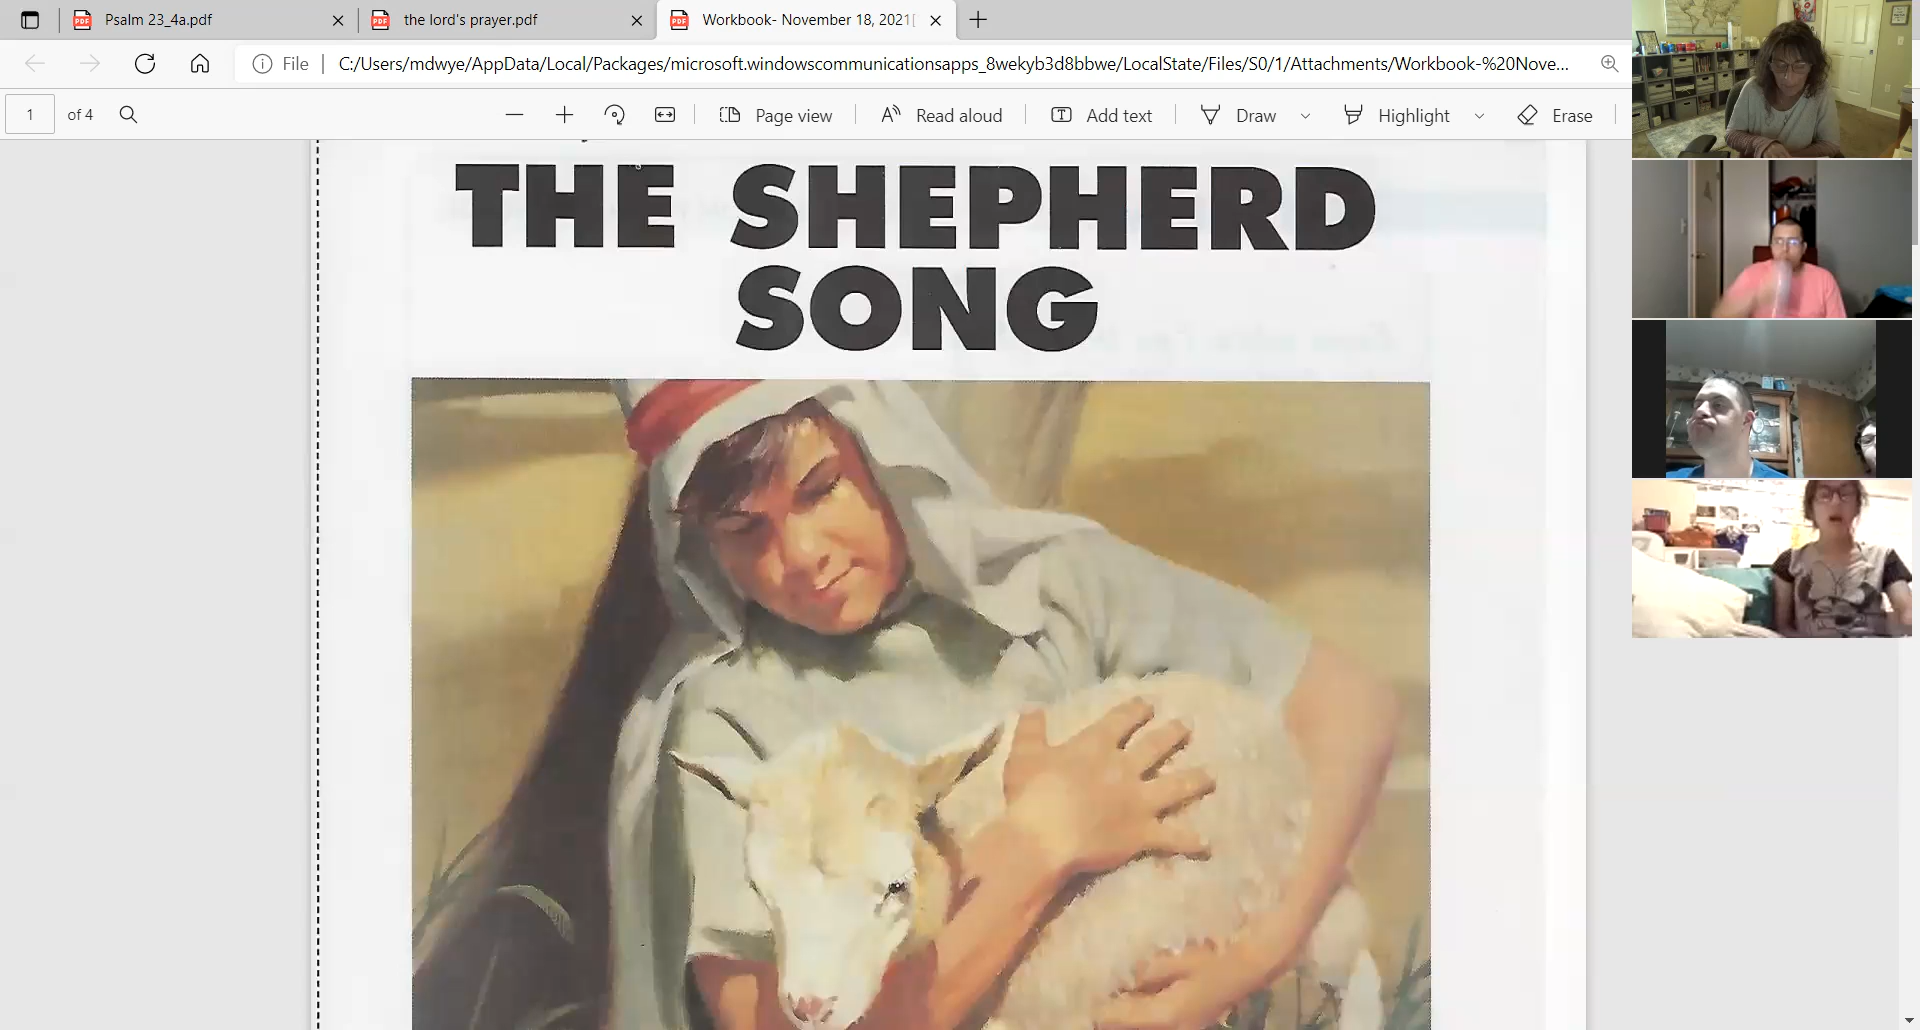 Psalm 23_4a.pdf
the lord's prayer.pdf
Workbook- November 18, 2021[
File
C:/Users/mdwye/AppData/Local/Packages/microsoft.windowscommunicationsapps_8wekyb3d8bbwe/LocalState/Files/S0/1/Attachments/Workbook-%20Nove...
1
of 4
Page view
Read aloud
Add text
Draw
Highlight
Erase
THE SHEPHERD
SONG